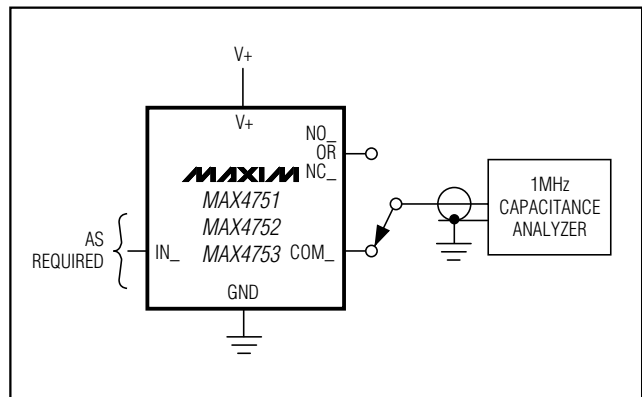 V+
V+
NO_
OR
NC_
MAXIM
MAX4751
MAX4752
MAX4753
AS
REQUIRED
IN_
COM_
GND
1MHz
CAPACITANCE
ANALYZER